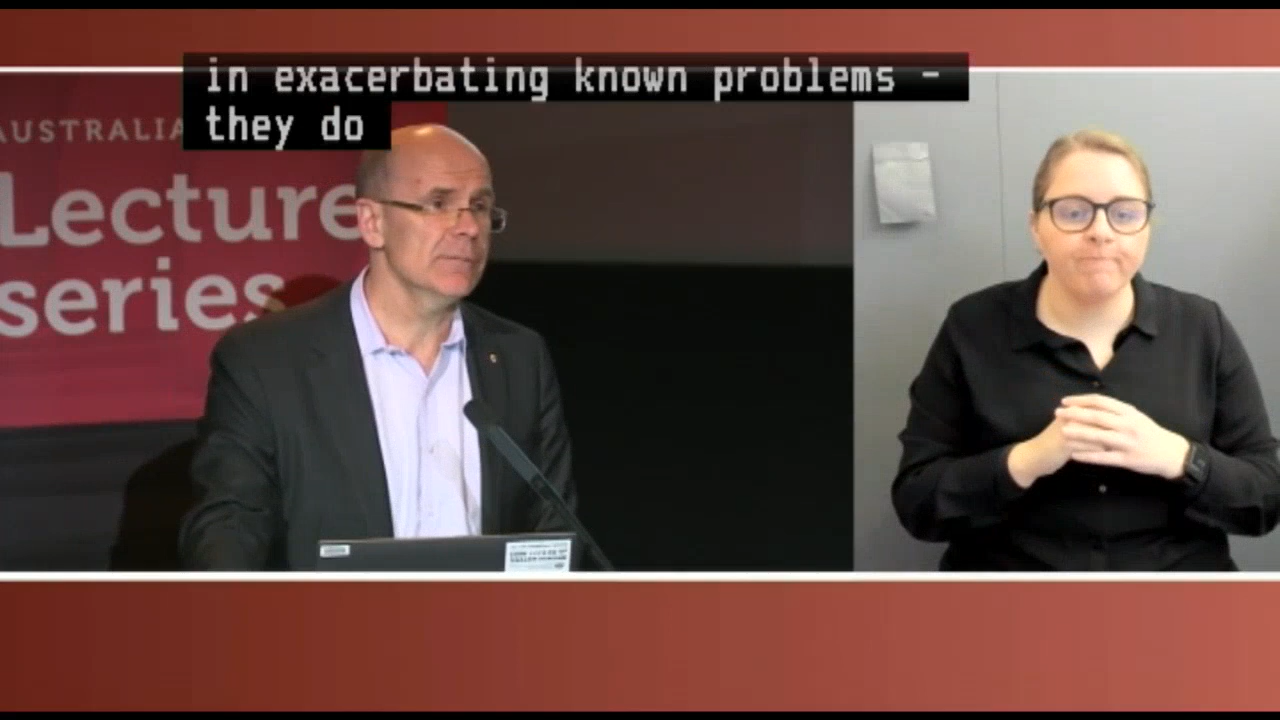 in exacerbating known problems –
they do
AUSTRALIA
Lecture
series